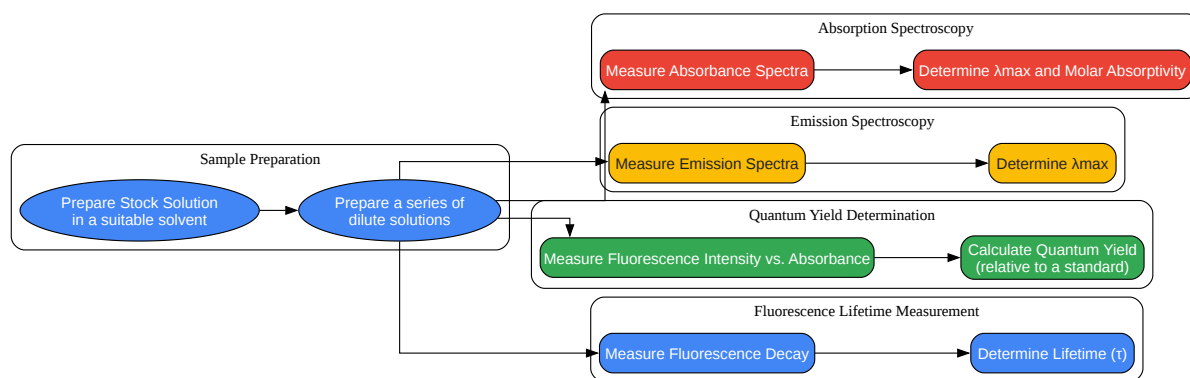 Absorption Spectroscopy
Measure Absorbance Spectra
Determine λmax and Molar Absorptivity
Emission Spectroscopy
Measure Emission Spectra
Determine λmax
Sample Preparation
Prepare Stock Solution
in a suitable solvent
Prepare a series of
dilute solutions
Quantum Yield Determination
Measure Fluorescence Intensity vs. Absorbance
Calculate Quantum Yield
(relative to a standard)
Fluorescence Lifetime Measurement
Measure Fluorescence Decay
Determine Lifetime (τ)